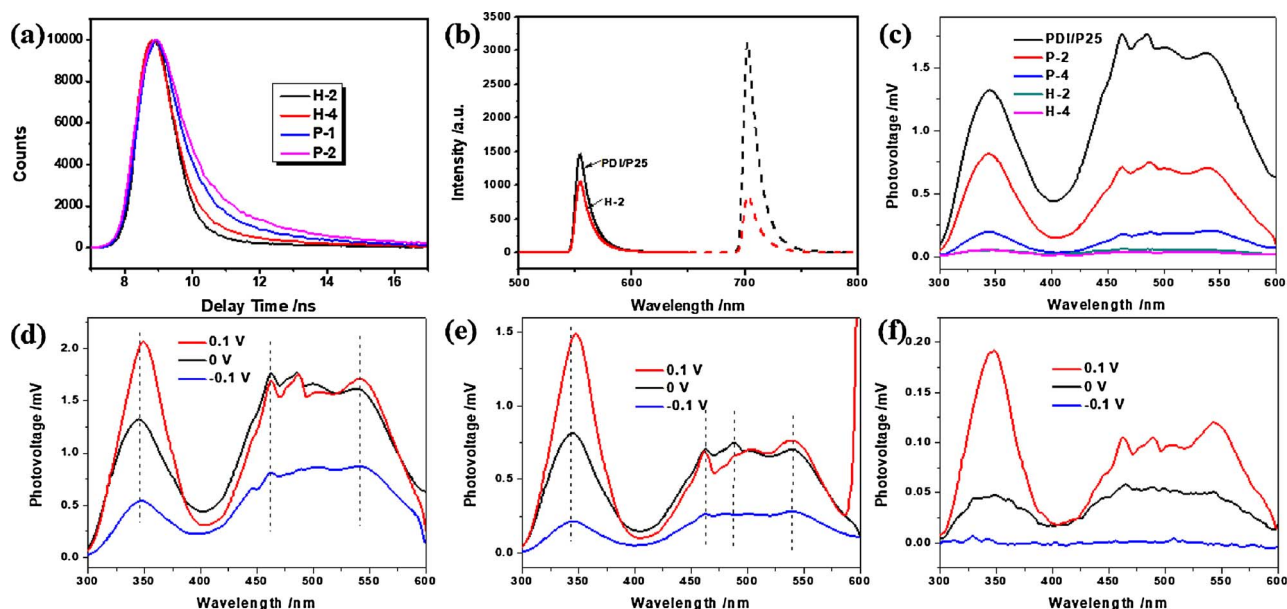 (a)
10000
8000
6000
4000
2000
0
Counts
H-2
H-4
P-1
P-2
8 10 12 14 16
Delay Time /ns
(b)
3500
3000
2500
2000
1500
1000
500
0
Intensity /a.u.
PDI/P25
H-2
500 600 700 800
Wavelength /nm
(c)
1.5
1.0
0.5
0.0
Photovoltage /mV
PDI/P25
P-2
P-4
H-2
H-4
300 350 400 450 500 550 600
Wavelength /nm
(d)
2.0
1.5
1.0
0.5
0.0
Photovoltage /mV
0.1 V
0 V
-0.1 V
300 350 400 450 500 550 600
Wavelength /nm
(e)
1.5
1.0
0.5
0.0
Photovoltage /mV
0.1 V
0 V
-0.1 V
300 350 400 450 500 550 600
Wavelength /nm
(f)
0.20
0.15
0.10
0.05
0.00
Photovoltage /mV
0.1 V
0 V
-0.1 V
300 350 400 450 500 550 600
Wavelength /nm